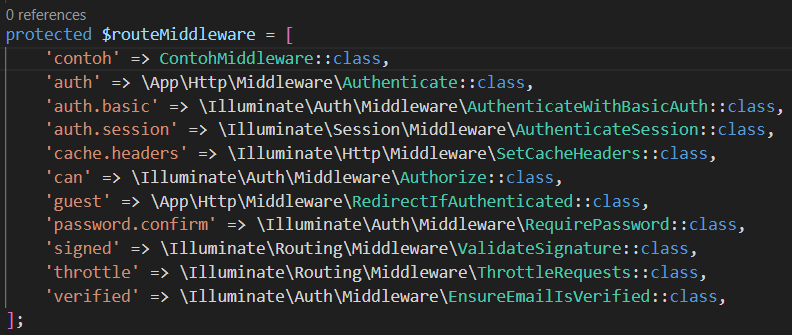 0 references
protected $routeMiddleware = [
    'contoh' => ContohMiddleware::class,
    'auth' => \App\Http\Middleware\Authenticate::class,
    'auth.basic' => \Illuminate\Auth\Middleware\AuthenticateWithBasicAuth::class,
    'auth.session' => \Illuminate\Session\Middleware\AuthenticateSession::class,
    'cache.headers' => \Illuminate\Http\Middleware\SetCacheHeaders::class,
    'can' => \Illuminate\Auth\Middleware\Authorize::class,
    'guest' => \App\Http\Middleware\RedirectIfAuthenticated::class,
    'password.confirm' => \Illuminate\Auth\Middleware\RequirePassword::class,
    'signed' => \Illuminate\Routing\Middleware\ValidateSignature::class,
    'throttle' => \Illuminate\Routing\Middleware\ThrottleRequests::class,
    'verified' => \Illuminate\Auth\Middleware\EnsureEmailIsVerified::class,
];